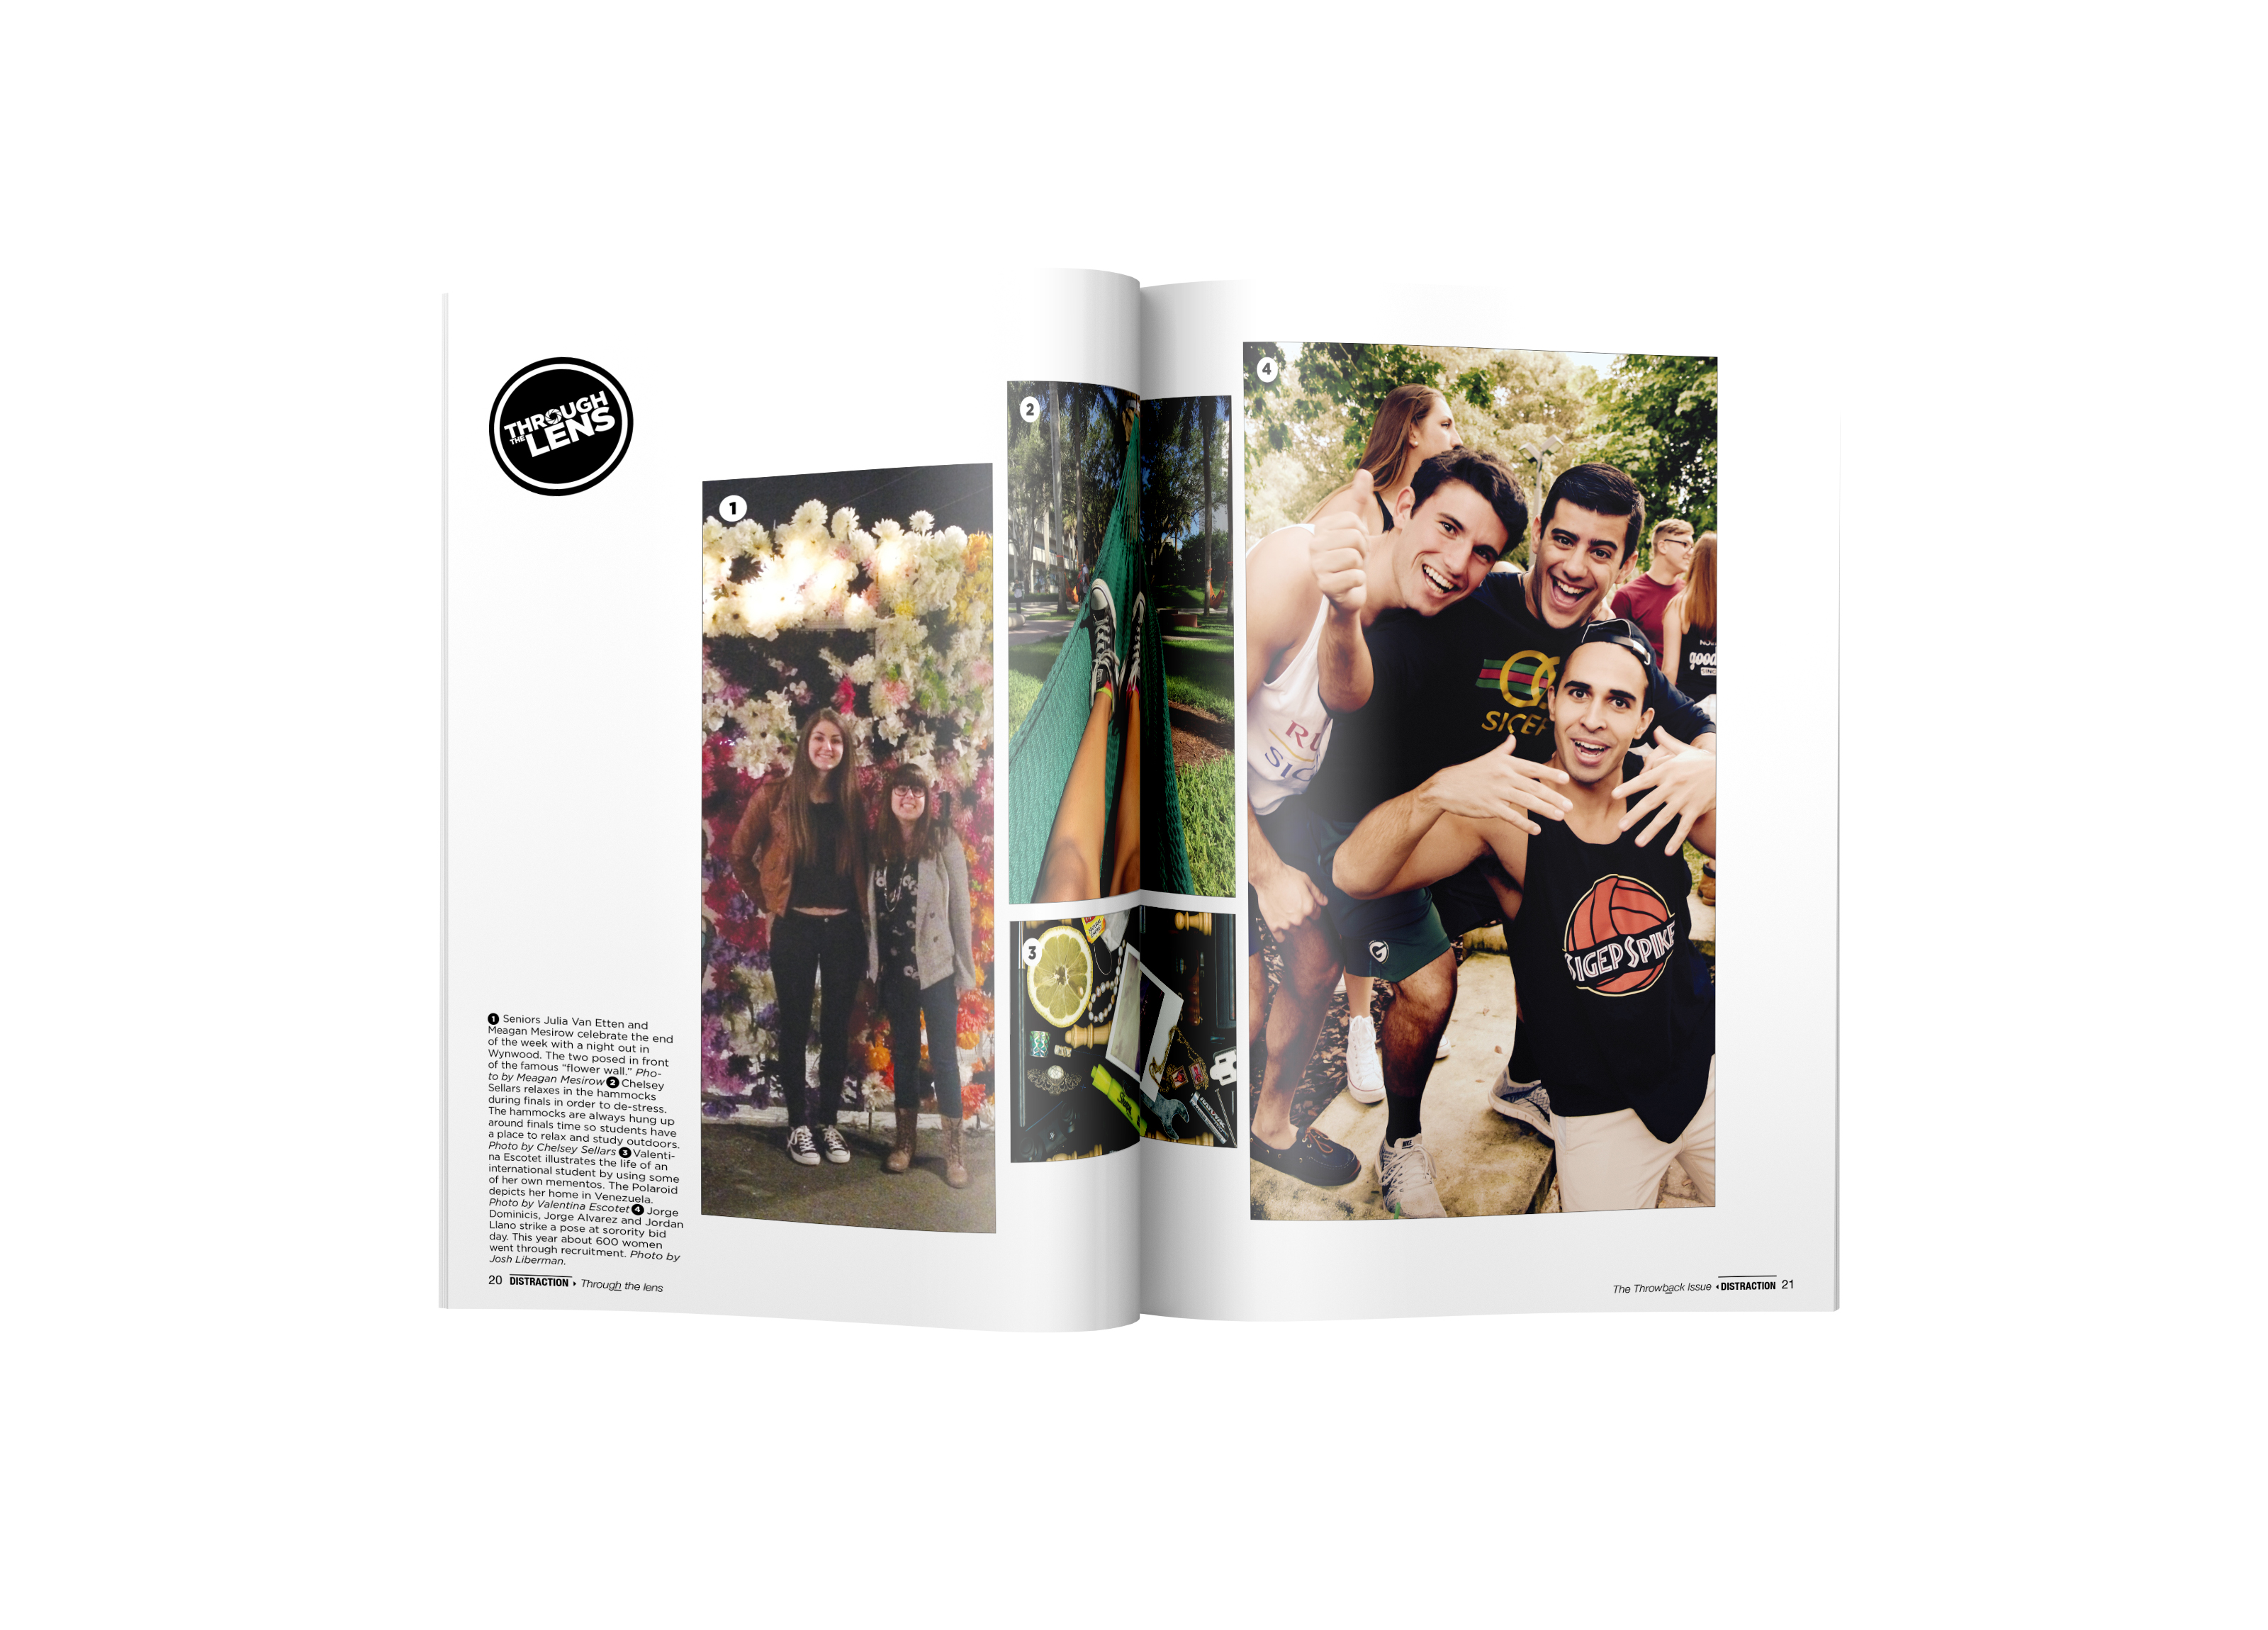 THROUGH
THE LENS
1
2
3
4
RU
SIG
SIGEP
G
SIGEP SPIKE
good
NIKE
Sharpie
1 Seniors Julia Van Etten and
Meagan Mesirow celebrate the end
of the week with a night out in
Wynwood. The two posed in front
of the famous “flower wall.” Pho-
to by Meagan Mesirow 2 Chelsey
Sellars relaxes in the hammocks
during finals in order to de-stress.
The hammocks are always hung up
around finals time so students have
a place to relax and study outdoors.
Photo by Chelsey Sellars 3 Valenti-
na Escotet illustrates the life of an
international student by using some
of her own mementos. The Polaroid
depicts her home in Venezuela.
Photo by Valentina Escotet 4 Jorge
Dominicis, Jorge Alvarez and Jordan
Llano strike a pose at sorority bid
day. This year about 600 women
went through recruitment. Photo by
Josh Liberman.
20 DISTRACTION Through the lens
The Throwback Issue DISTRACTION 21